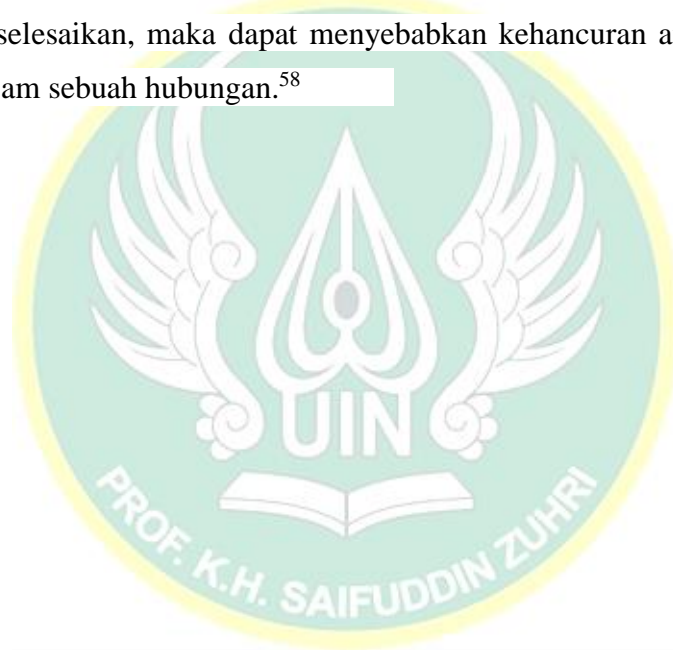 selesaikan, maka dapat menyebabkan kehancuran a
am sebuah hubungan.⁵⁸
UIN
PROF. K.H. SAIFUDDIN ZUHRI